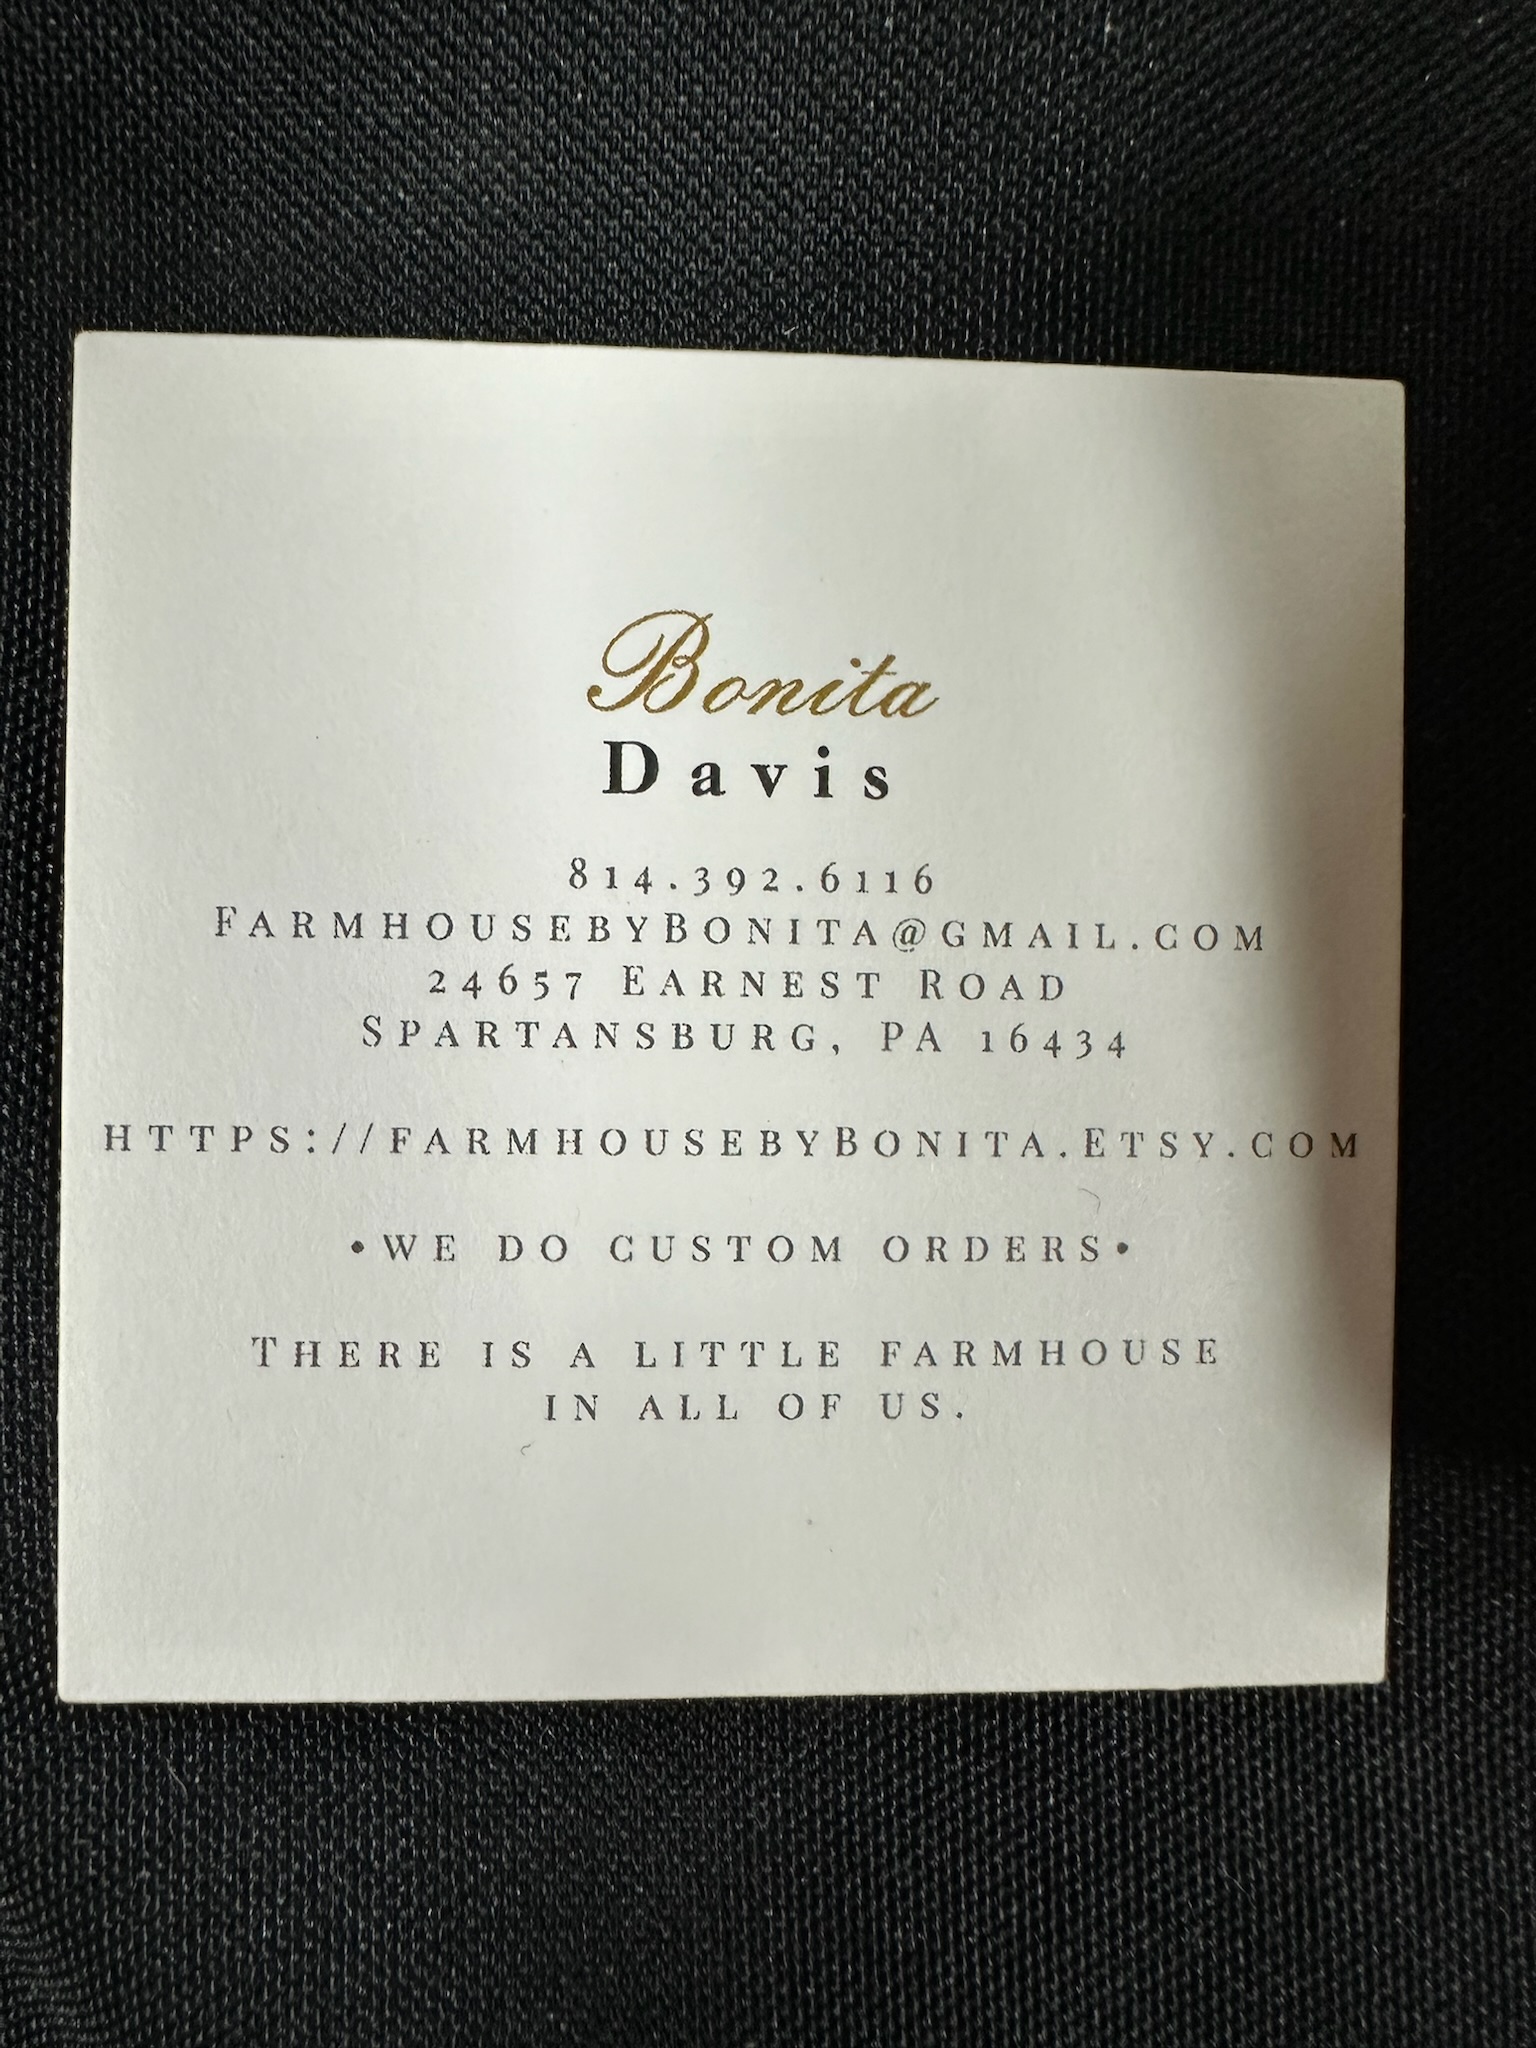 Bonita
Davis
814.392.6116
FarmhousebyBonita@gmail.com
24657 Earnest Road
Spartansburg, PA 16434
https://farmhousebyBonita.Etsy.com
•we do custom orders•
There is a little farmhouse
in all of us.